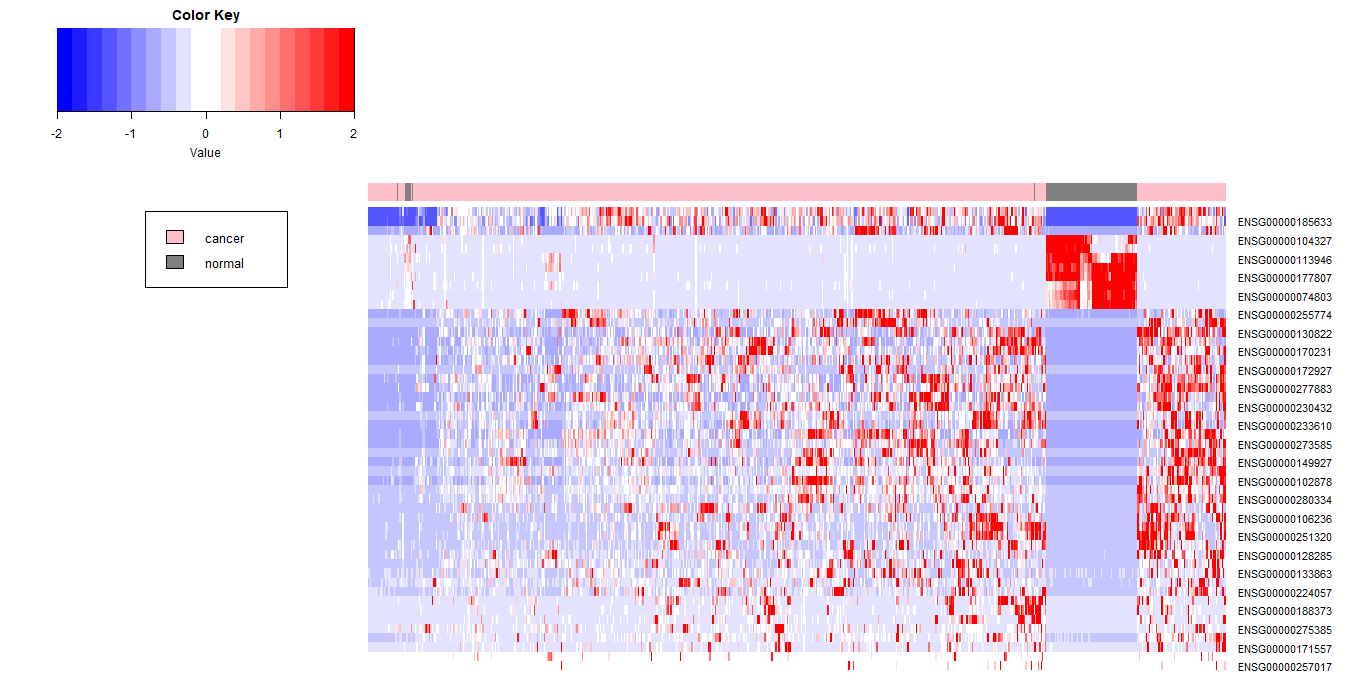 Color Key
-2 -1 0 1 2
Value
cancer
normal
ENSG00000185633
ENSG00000104327
ENSG00000113946
ENSG00000177807
ENSG00000074803
ENSG00000255774
ENSG00000130822
ENSG00000170231
ENSG00000172927
ENSG00000277883
ENSG00000230432
ENSG00000233610
ENSG00000273585
ENSG00000149927
ENSG00000102878
ENSG00000280334
ENSG00000106236
ENSG00000251320
ENSG00000128285
ENSG00000133863
ENSG00000224057
ENSG00000188373
ENSG00000275385
ENSG00000171557
ENSG00000257017